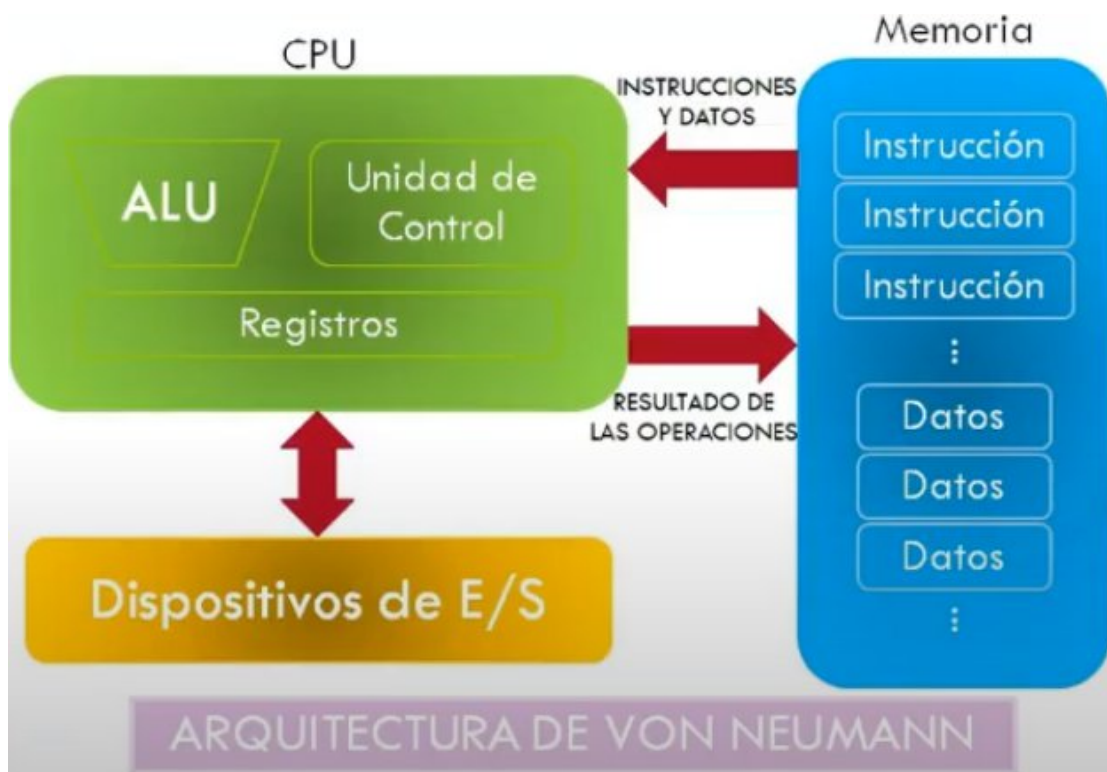 CPU
ALU
Unidad de
Control
Registros
INSTRUCCIONES
Y DATOS
RESULTADO DE
LAS OPERACIONES
Memoria
Instrucción
Instrucción
Instrucción
⋮
Datos
Datos
Datos
⋮
Dispositivos de E/S
ARQUITECTURA DE VON NEUMANN